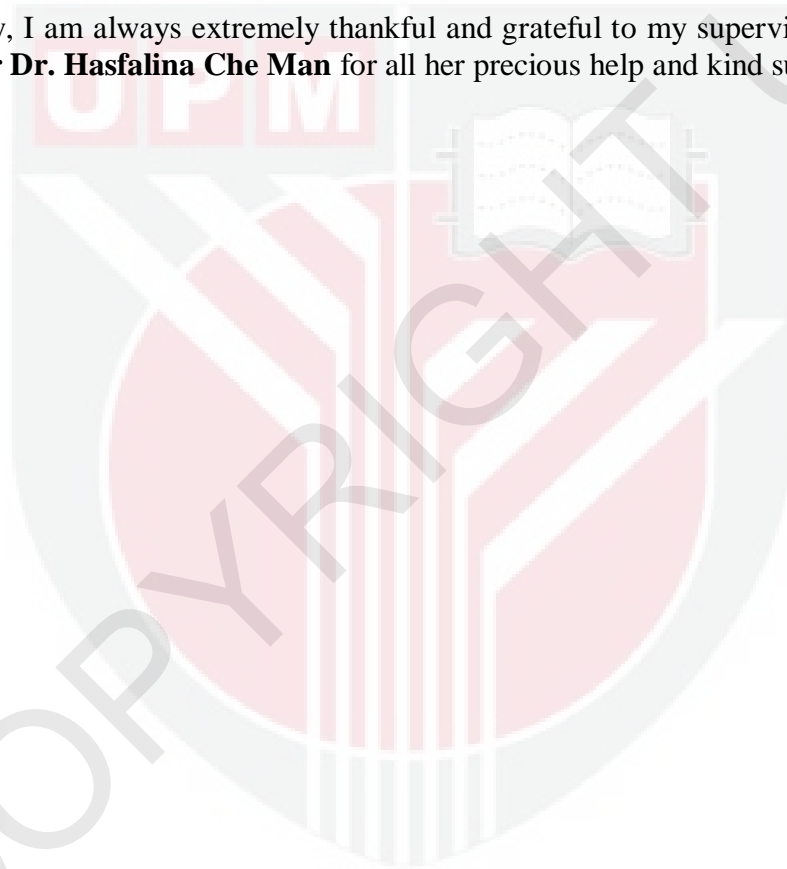 , I am always extremely thankful and grateful to my supervi
Dr. Hasfalina Che Man for all her precious help and kind su
UPM
COPYRIGHT U